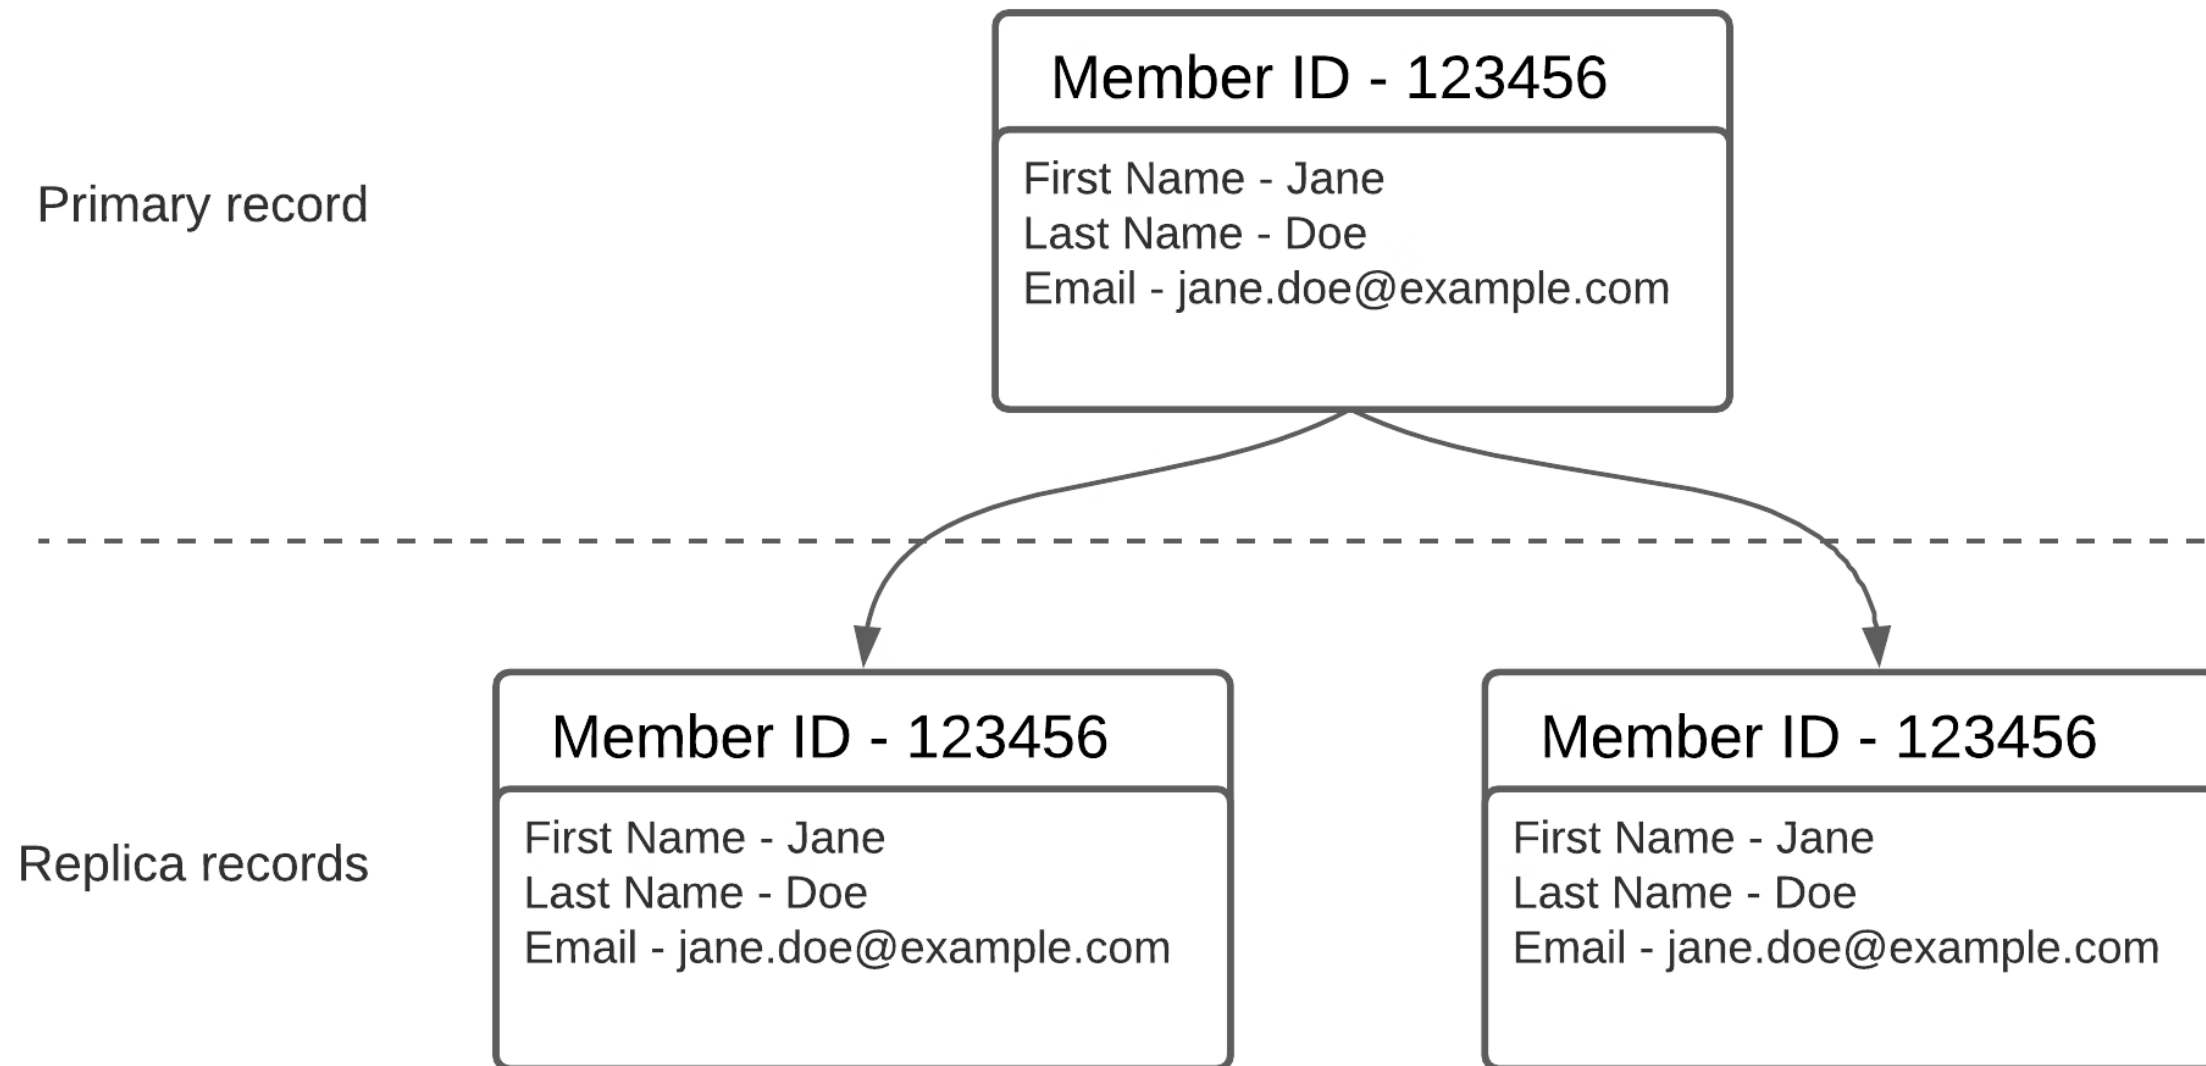 Member ID - 123456
Primary record
First Name - Jane
Last Name - Doe
Email - jane.doe@example.com
Member ID - 123456
Member ID - 123456
Replica records
First Name - Jane
Last Name - Doe
Email - jane.doe@example.com
First Name - Jane
Last Name - Doe
Email - jane.doe@example.com